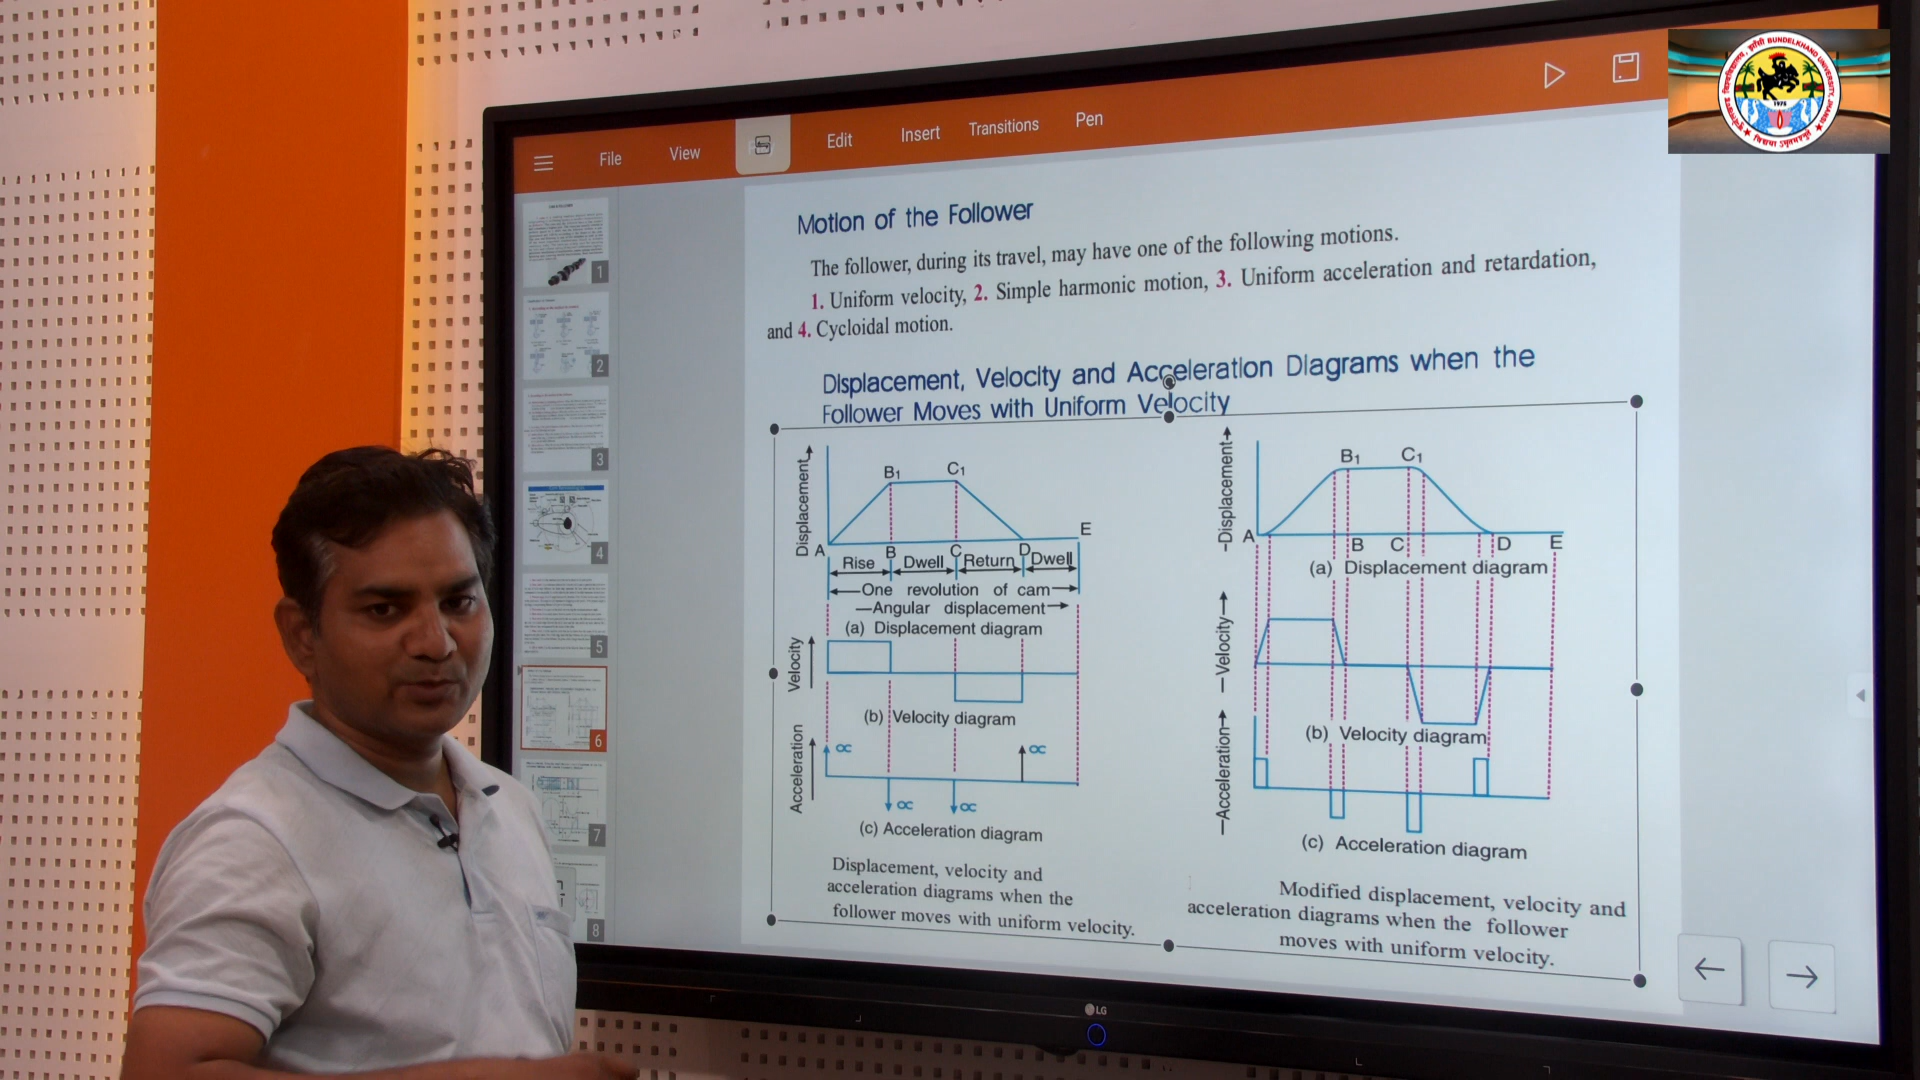 File View Edit Insert Transitions Pen
BUNDELKHAND UNIVERSITY, JHANSI
1975
Motion of the Follower
The follower, during its travel, may have one of the following motions.
1. Uniform velocity, 2. Simple harmonic motion, 3. Uniform acceleration and retardation,
and 4. Cycloidal motion.
Displacement, Velocity and Acceleration Diagrams when the
Follower Moves with Uniform Velocity
Displacement
B1 C1
A B C D E
Rise Dwell Return Dwell
One revolution of cam
Angular displacement
(a) Displacement diagram
Velocity
(b) Velocity diagram
Acceleration
∝ ∝
∝ ∝
(c) Acceleration diagram
Displacement, velocity and
acceleration diagrams when the
follower moves with uniform velocity.
Displacement
B1 C1
A B C D E
(a) Displacement diagram
Velocity
(b) Velocity diagram
Acceleration
(c) Acceleration diagram
Modified displacement, velocity and
acceleration diagrams when the follower
moves with uniform velocity.
1
2
3
4
5
6
7
8
LG